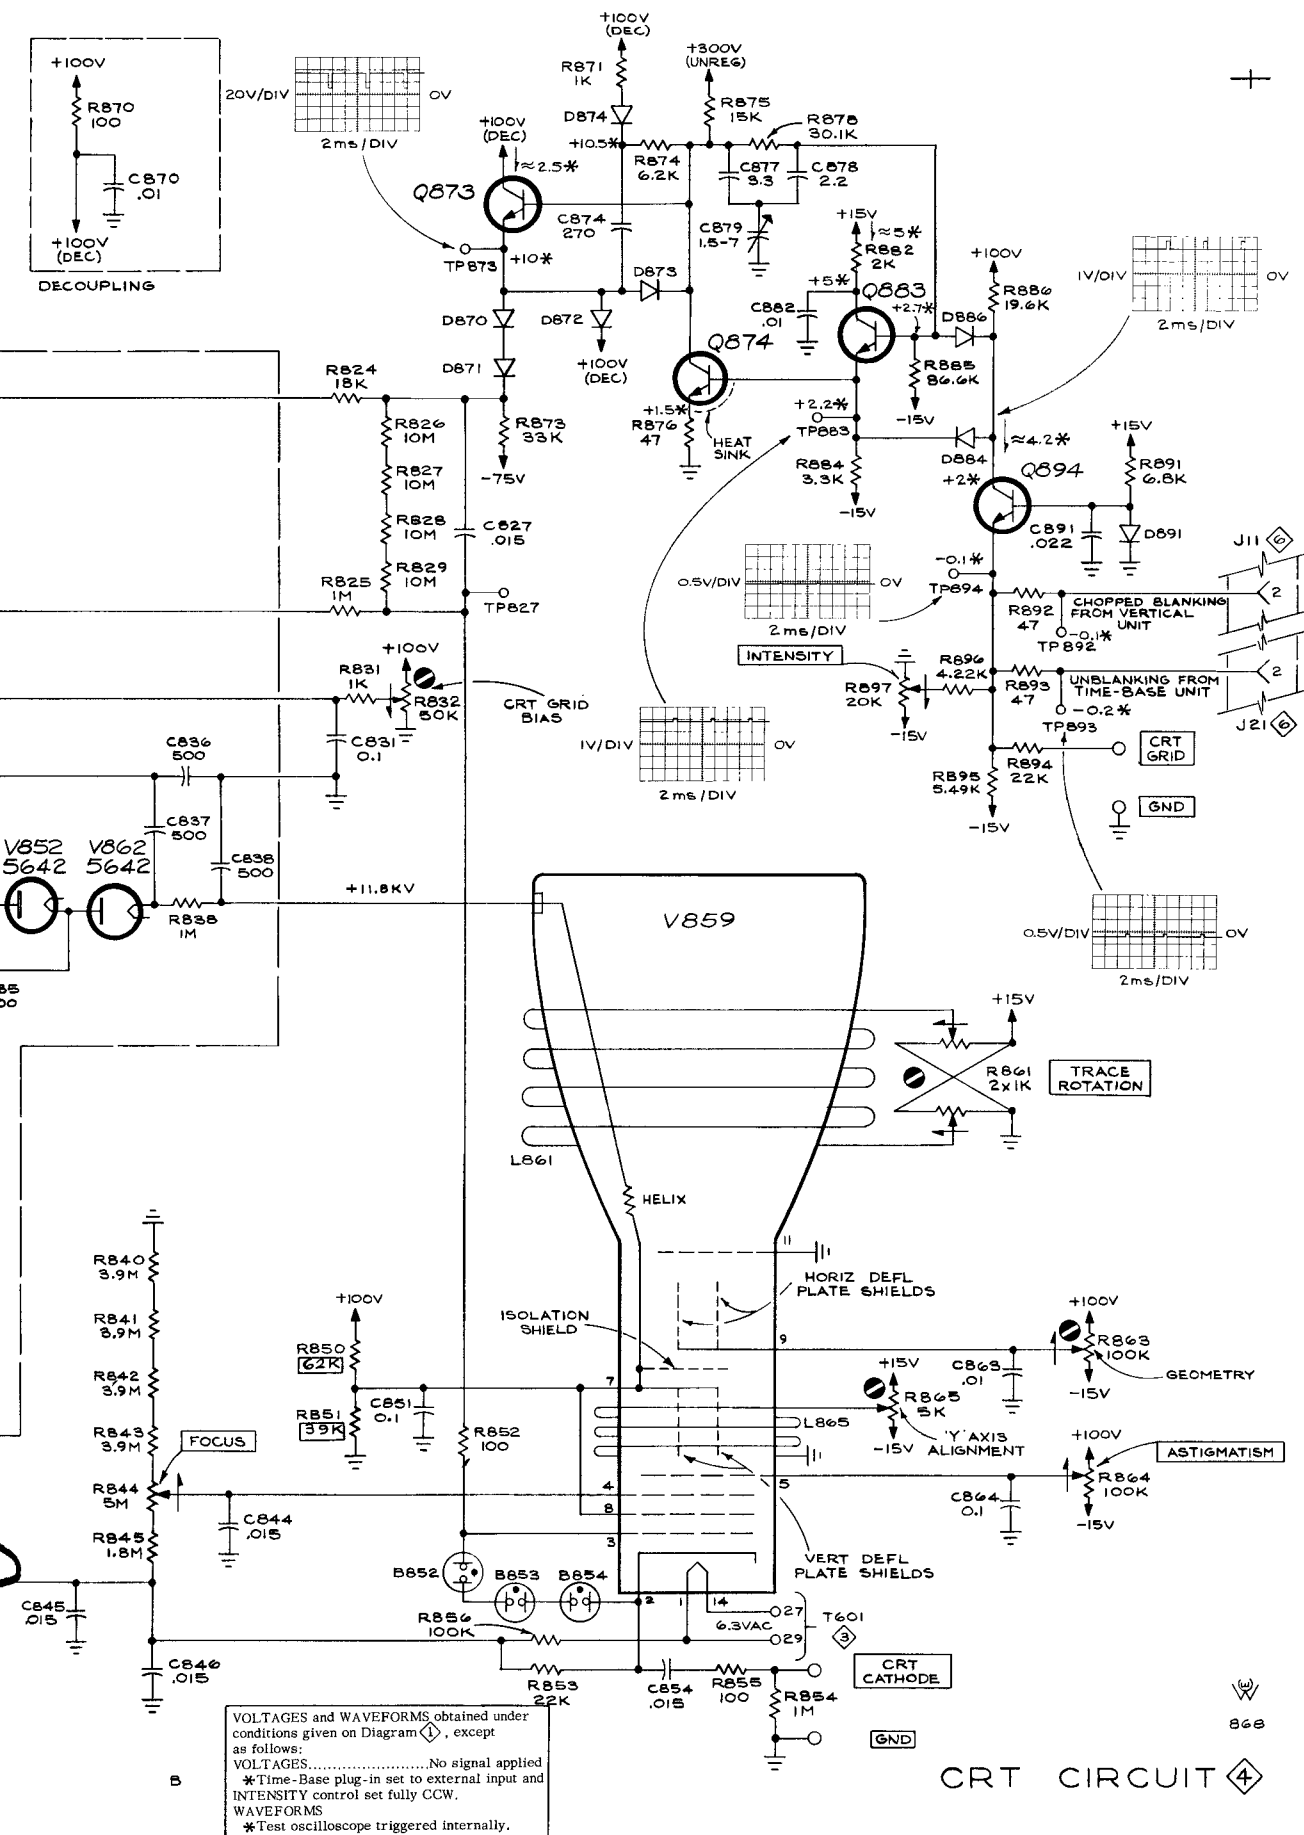 +100V
R870
100
C870
.01
+100V
(DEC)
DECOUPLING
20V/DIV
0V
2ms/DIV
+100V
(DEC)
R871
1K
D874
+10.5*
+300V
(UNREG)
R875
15K
R878
30.1K
R874
6.2K
C877
3.3
C878
2.2
C879
1.5-7
+100V
(DEC)
≈2.5*
Q873
TP873
+10*
C874
270
D873
D870
D872
+100V
(DEC)
D871
+15V
≈5*
R882
2K
+5*
Q883
C882
.01
+2.7*
D886
+100V
R886
19.6K
1V/DIV
0V
2ms/DIV
Q874
R885
86.6K
-15V
+1.5*
R876
47
HEAT
SINK
+2.2*
TP883
R884
3.3K
-15V
D884
≈4.2*
+2*
Q894
+15V
R891
6.8K
C891
.022
D891
R824
18K
R826
10M
R827
10M
R828
10M
R829
10M
R873
33K
-75V
C827
.015
R825
1M
TP827
0.5V/DIV
0V
2ms/DIV
-0.1*
TP894
J11 6
2
R892
47
CHOPPED BLANKING
FROM VERTICAL
UNIT
TP892
-0.1*
INTENSITY
R897
20K
-15V
R896
4.22K
R893
47
UNBLANKING FROM
TIME-BASE UNIT
2
-0.2*
TP893
J21 6
R831
1K
+100V
R832
50K
CRT GRID
BIAS
C831
0.1
1V/DIV
0V
2ms/DIV
R894
22K
CRT
GRID
R895
5.49K
-15V
GND
C836
500
C837
500
C838
500
V852
5642
V862
5642
R838
1M
+11.8KV
V859
0.5V/DIV
0V
2ms/DIV
L861
+15V
R861
2x1K
TRACE
ROTATION
HELIX
11
HORIZ DEFL
PLATE SHIELDS
R840
3.9M
R841
3.9M
R842
3.9M
R843
3.9M
FOCUS
R844
5M
R845
1.8M
+100V
R850
62K
R851
39K
C851
0.1
ISOLATION
SHIELD
7
9
+100V
R863
100K
-15V
GEOMETRY
C863
.01
+15V
R865
5K
-15V
'Y' AXIS
ALIGNMENT
L865
+100V
R864
100K
-15V
ASTIGMATISM
C864
0.1
R852
100
4
5
8
3
C844
.015
VERT DEFL
PLATE SHIELDS
B852
B853
B854
2
1
14
6.3VAC
27
29
T601
3
C845
.015
C846
.015
R856
100K
R853
22K
C854
.015
R855
100
R854
1M
CRT
CATHODE
GND
VOLTAGES and WAVEFORMS obtained under
conditions given on Diagram 1 , except
as follows:
VOLTAGES........................No signal applied
*Time-Base plug-in set to external input and
INTENSITY control set fully CCW.
WAVEFORMS
*Test oscilloscope triggered internally.
B
868
CRT CIRCUIT 4